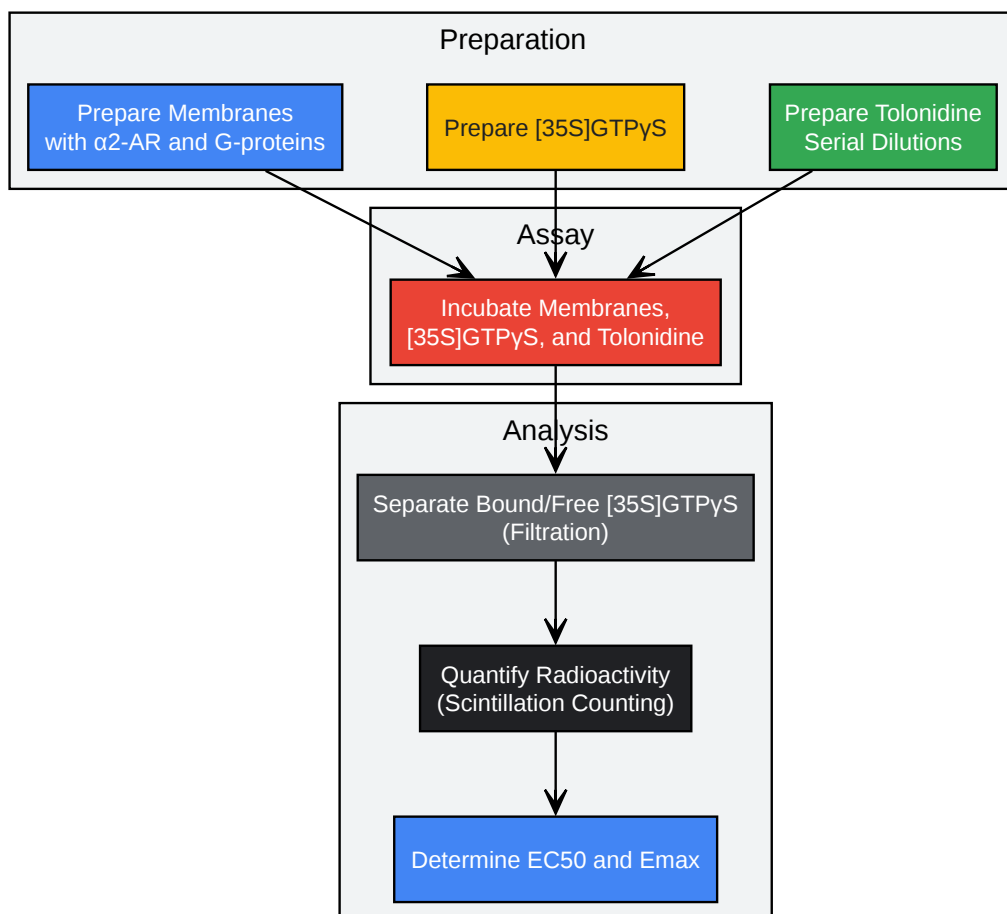 Preparation
Prepare Membranes
with α2-AR and G-proteins
Prepare [35S]GTPγS
Prepare Tolonidine
Serial Dilutions
Assay
Incubate Membranes,
[35S]GTPγS, and Tolonidine
Analysis
Separate Bound/Free [35S]GTPγS
(Filtration)
Quantify Radioactivity
(Scintillation Counting)
Determine EC50 and Emax